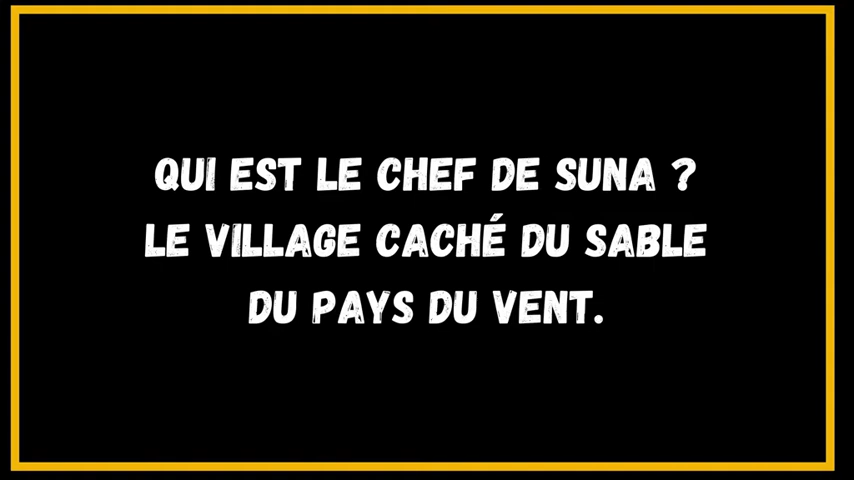 QUI EST LE CHEF DE SUNA ?
LE VILLAGE CACHÉ DU SABLE
DU PAYS DU VENT.